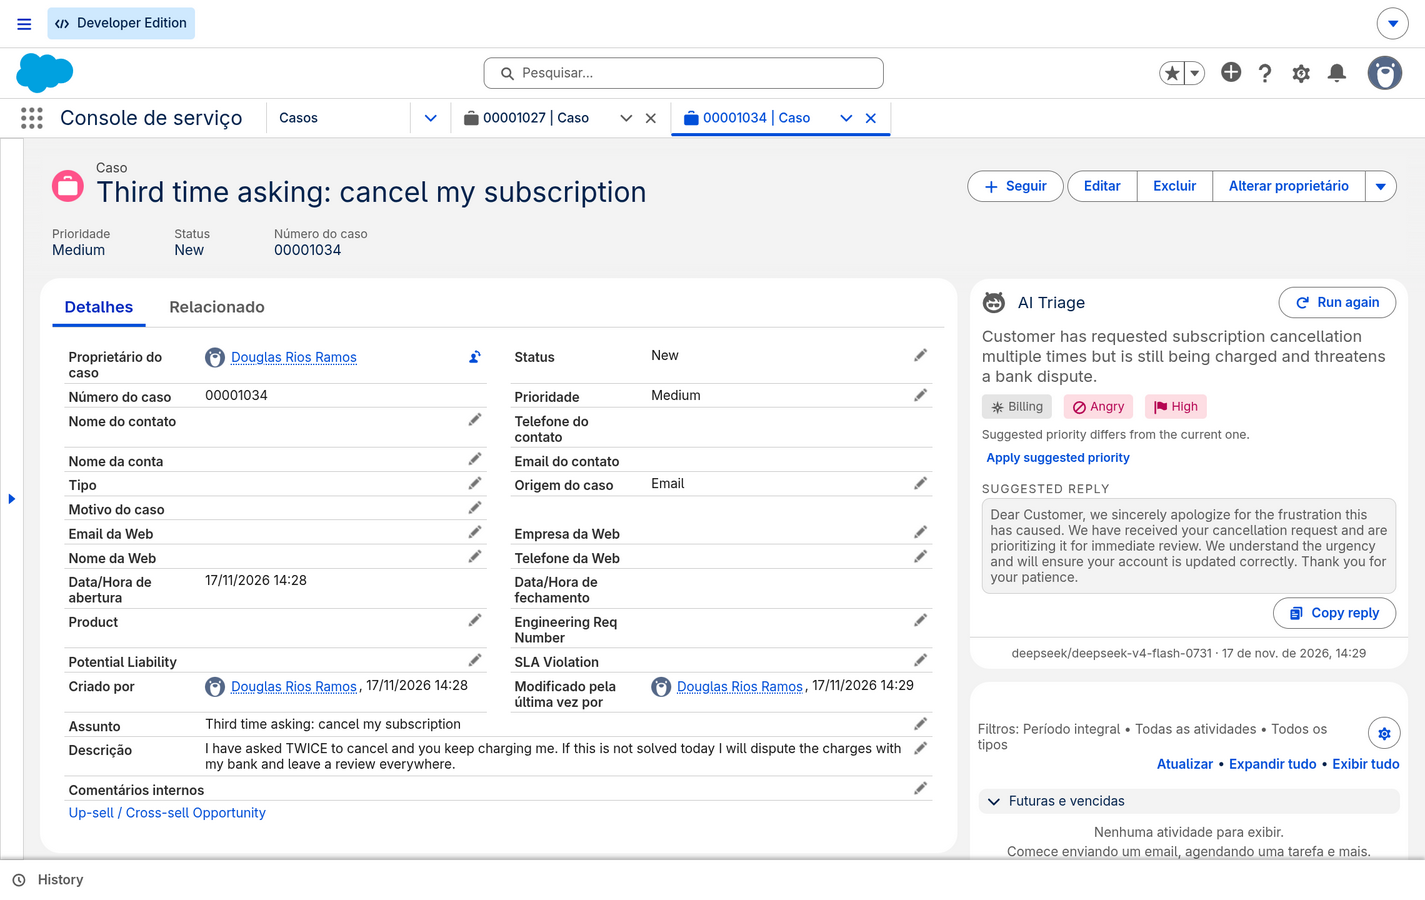 Developer Edition
Pesquisar...
Console de serviço
Casos
00001027 | Caso
00001034 | Caso
Caso
Third time asking: cancel my subscription
Seguir
Editar
Excluir
Alterar proprietário
Prioridade
Status
Número do caso
Medium
New
00001034
Detalhes
Relacionado
Proprietário do caso
Douglas Rios Ramos
Status
New
Número do caso
00001034
Prioridade
Medium
Nome do contato
Telefone do contato
Nome da conta
Email do contato
Tipo
Origem do caso
Email
Motivo do caso
Email da Web
Empresa da Web
Nome da Web
Telefone da Web
Data/Hora de abertura
17/11/2026 14:28
Data/Hora de fechamento
Product
Engineering Req Number
Potential Liability
SLA Violation
Criado por
Douglas Rios Ramos, 17/11/2026 14:28
Modificado pela última vez por
Douglas Rios Ramos, 17/11/2026 14:29
Assunto
Third time asking: cancel my subscription
Descrição
I have asked TWICE to cancel and you keep charging me. If this is not solved today I will dispute the charges with
my bank and leave a review everywhere.
Comentários internos
Up-sell / Cross-sell Opportunity
AI Triage
Run again
Customer has requested subscription cancellation
multiple times but is still being charged and threatens
a bank dispute.
Billing
Angry
High
Suggested priority differs from the current one.
Apply suggested priority
SUGGESTED REPLY
Dear Customer, we sincerely apologize for the frustration this
has caused. We have received your cancellation request and are
prioritizing it for immediate review. We understand the urgency
and will ensure your account is updated correctly. Thank you for
your patience.
Copy reply
deepseek/deepseek-v4-flash-0731 · 17 de nov. de 2026, 14:29
Filtros: Período integral • Todas as atividades • Todos os
tipos
Atualizar • Expandir tudo • Exibir tudo
Futuras e vencidas
Nenhuma atividade para exibir.
Comece enviando um email, agendando uma tarefa e mais.
History